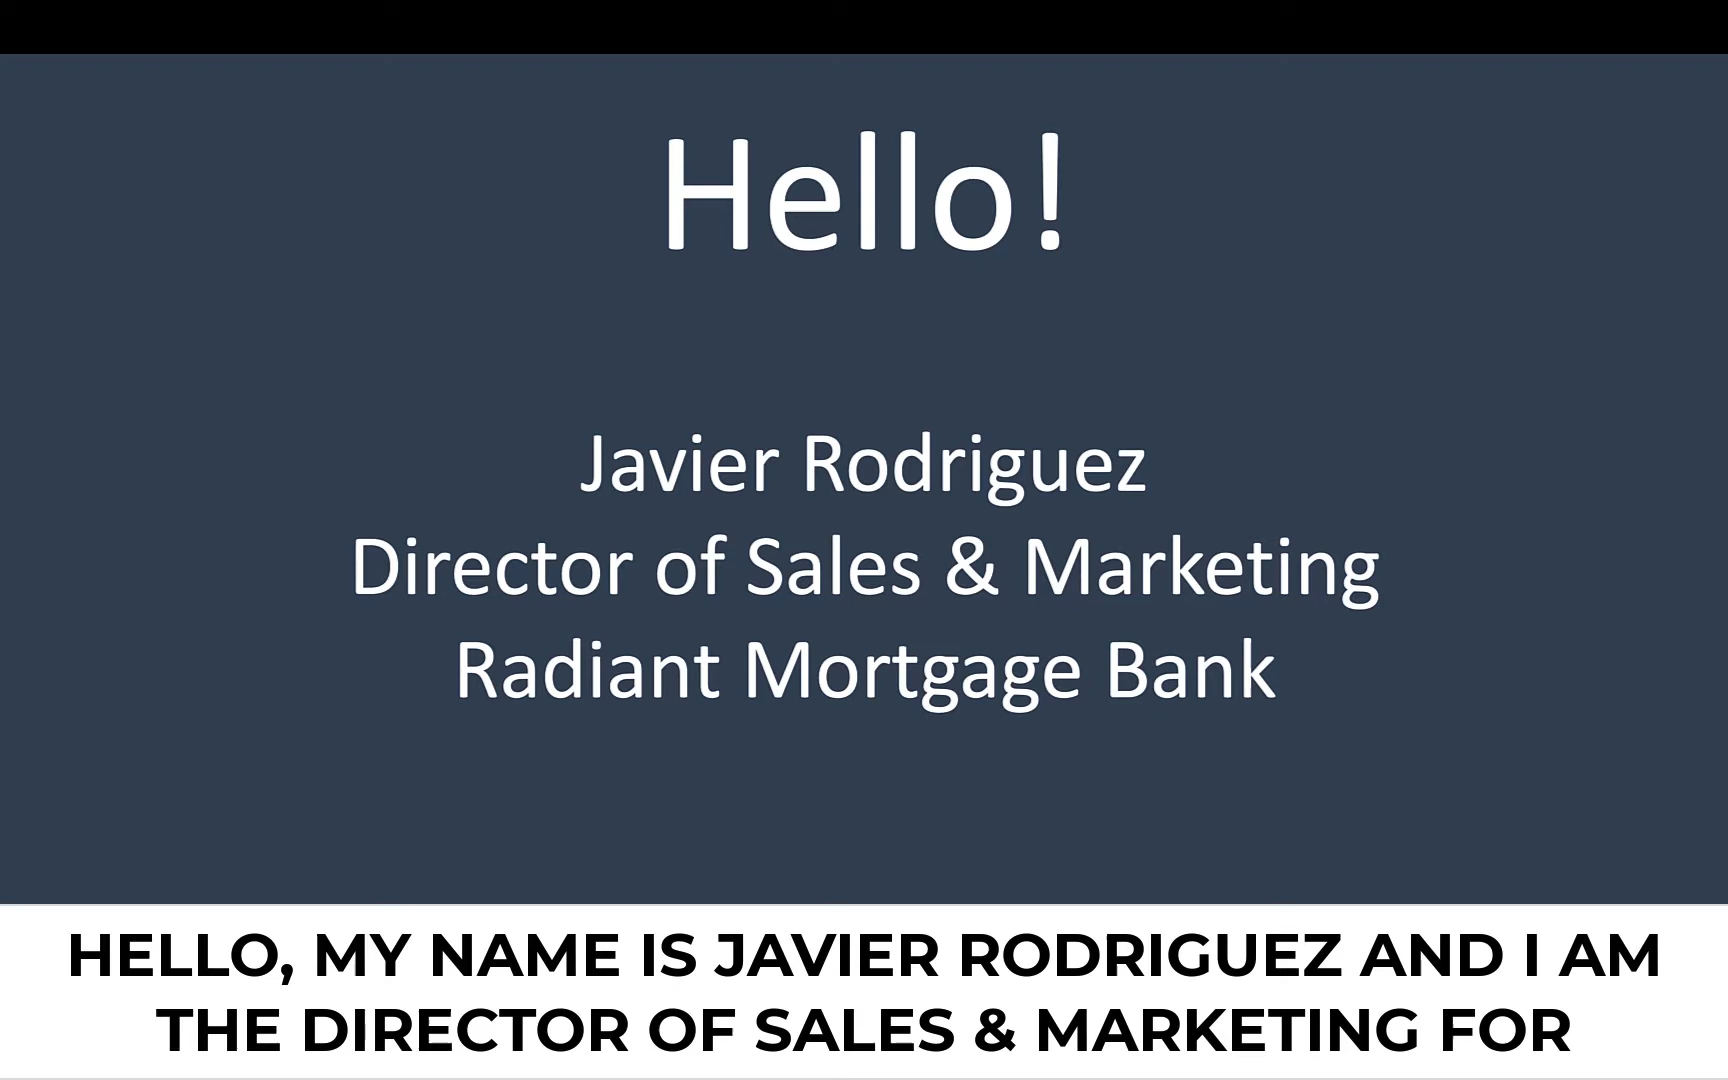 Hello!
Javier Rodriguez
Director of Sales & Marketing
Radiant Mortgage Bank
HELLO, MY NAME IS JAVIER RODRIGUEZ AND I AM
THE DIRECTOR OF SALES & MARKETING FOR